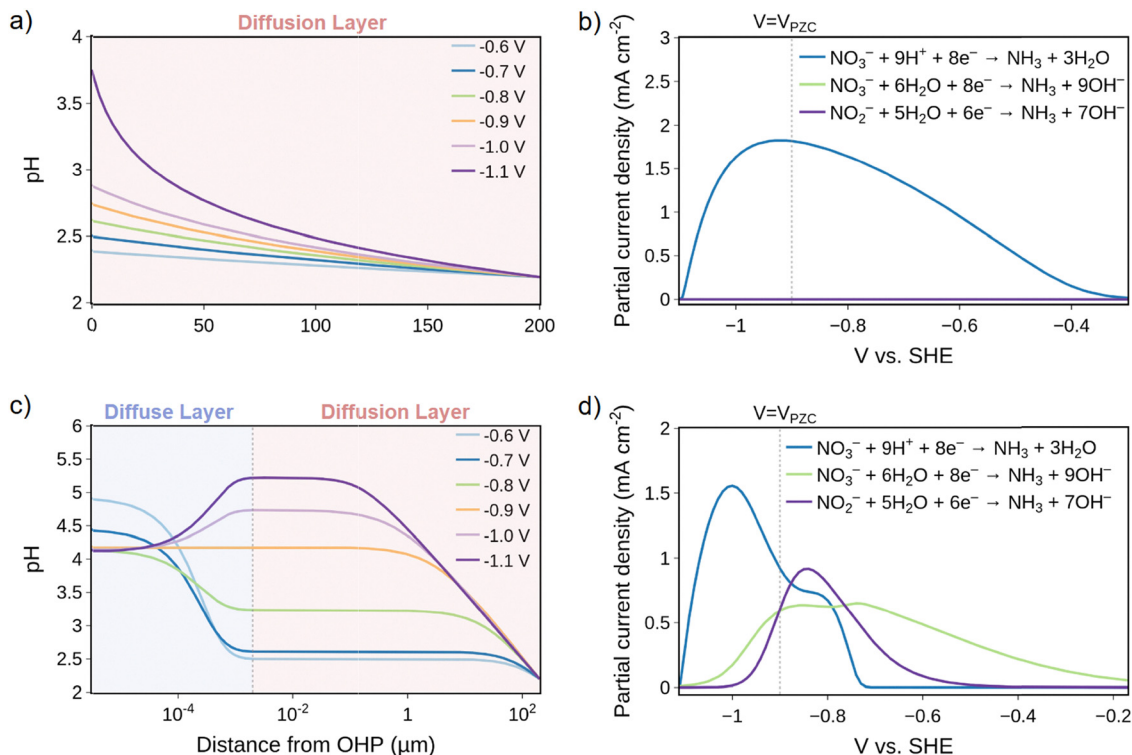 a)
Diffusion Layer
4
3.5
3
2.5
2
pH
0
50
100
150
200
-0.6 V
-0.7 V
-0.8 V
-0.9 V
-1.0 V
-1.1 V
b)
V=V_PZC
3
2.5
2
1.5
1
0.5
0
Partial current density (mA cm⁻²)
NO₃⁻ + 9H⁺ + 8e⁻ → NH₃ + 3H₂O
NO₃⁻ + 6H₂O + 8e⁻ → NH₃ + 9OH⁻
NO₂⁻ + 5H₂O + 6e⁻ → NH₃ + 7OH⁻
−1
−0.8
−0.6
−0.4
V vs. SHE
c)
Diffuse Layer
Diffusion Layer
6
5.5
5
4.5
4
3.5
3
2.5
2
pH
-0.6 V
-0.7 V
-0.8 V
-0.9 V
-1.0 V
-1.1 V
10⁻⁴
10⁻²
1
10²
Distance from OHP (µm)
d)
V=V_PZC
2
1.5
1
0.5
0
Partial current density (mA cm⁻²)
NO₃⁻ + 9H⁺ + 8e⁻ → NH₃ + 3H₂O
NO₃⁻ + 6H₂O + 8e⁻ → NH₃ + 9OH⁻
NO₂⁻ + 5H₂O + 6e⁻ → NH₃ + 7OH⁻
−1
−0.8
−0.6
−0.4
−0.2
V vs. SHE